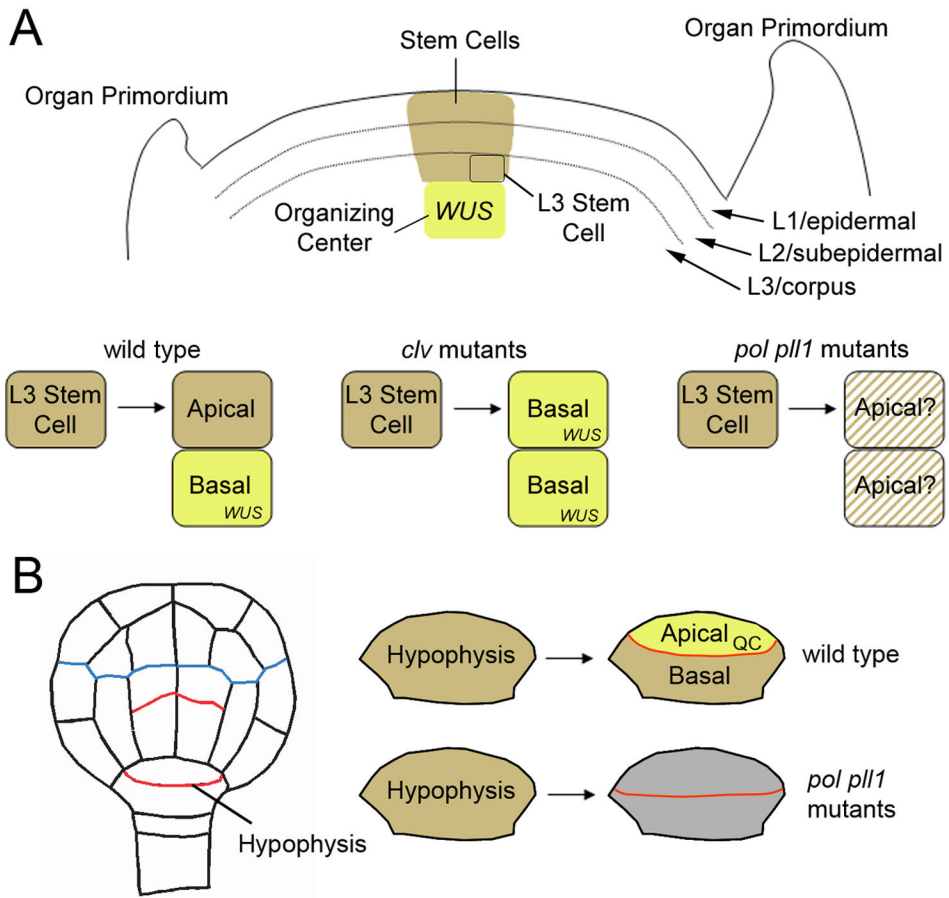 A
Stem Cells
Organ Primordium
Organ Primordium
WUS
Organizing
Center
L3 Stem
Cell
L1/epidermal
L2/subepidermal
L3/corpus
wild type
clv mutants
pol pll1 mutants
L3 Stem
Cell
Apical
Basal
WUS
L3 Stem
Cell
Basal
WUS
Basal
WUS
L3 Stem
Cell
Apical?
Apical?
B
Hypophysis
Hypophysis
Apical QC
Basal
wild type
Hypophysis
pol pll1
mutants